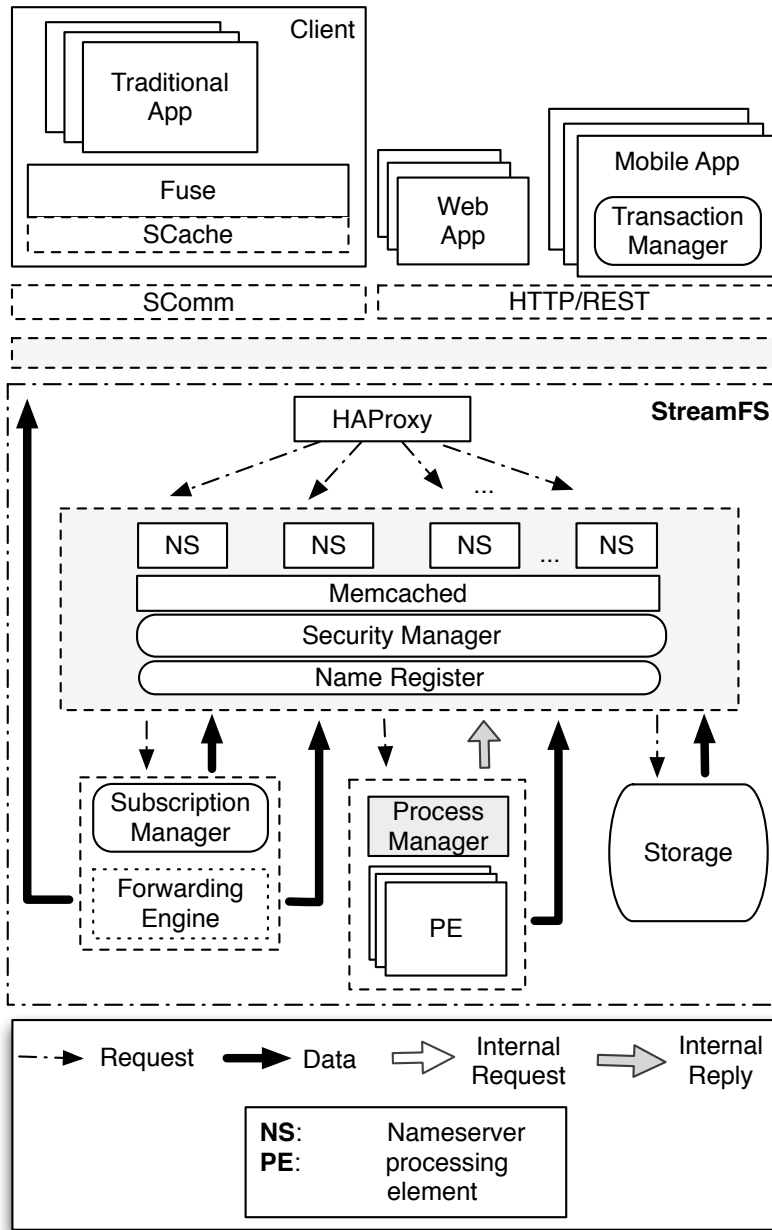 Client
Traditional
App
Fuse
SCache
Web
App
Mobile App
Transaction
Manager
SComm
HTTP/REST
StreamFS
HAProxy
...
NS
NS
NS
...
NS
Memcached
Security Manager
Name Register
Subscription
Manager
Forwarding
Engine
Process
Manager
PE
Storage
Request
Data
Internal
Request
Internal
Reply
NS: Nameserver
PE: processing
element